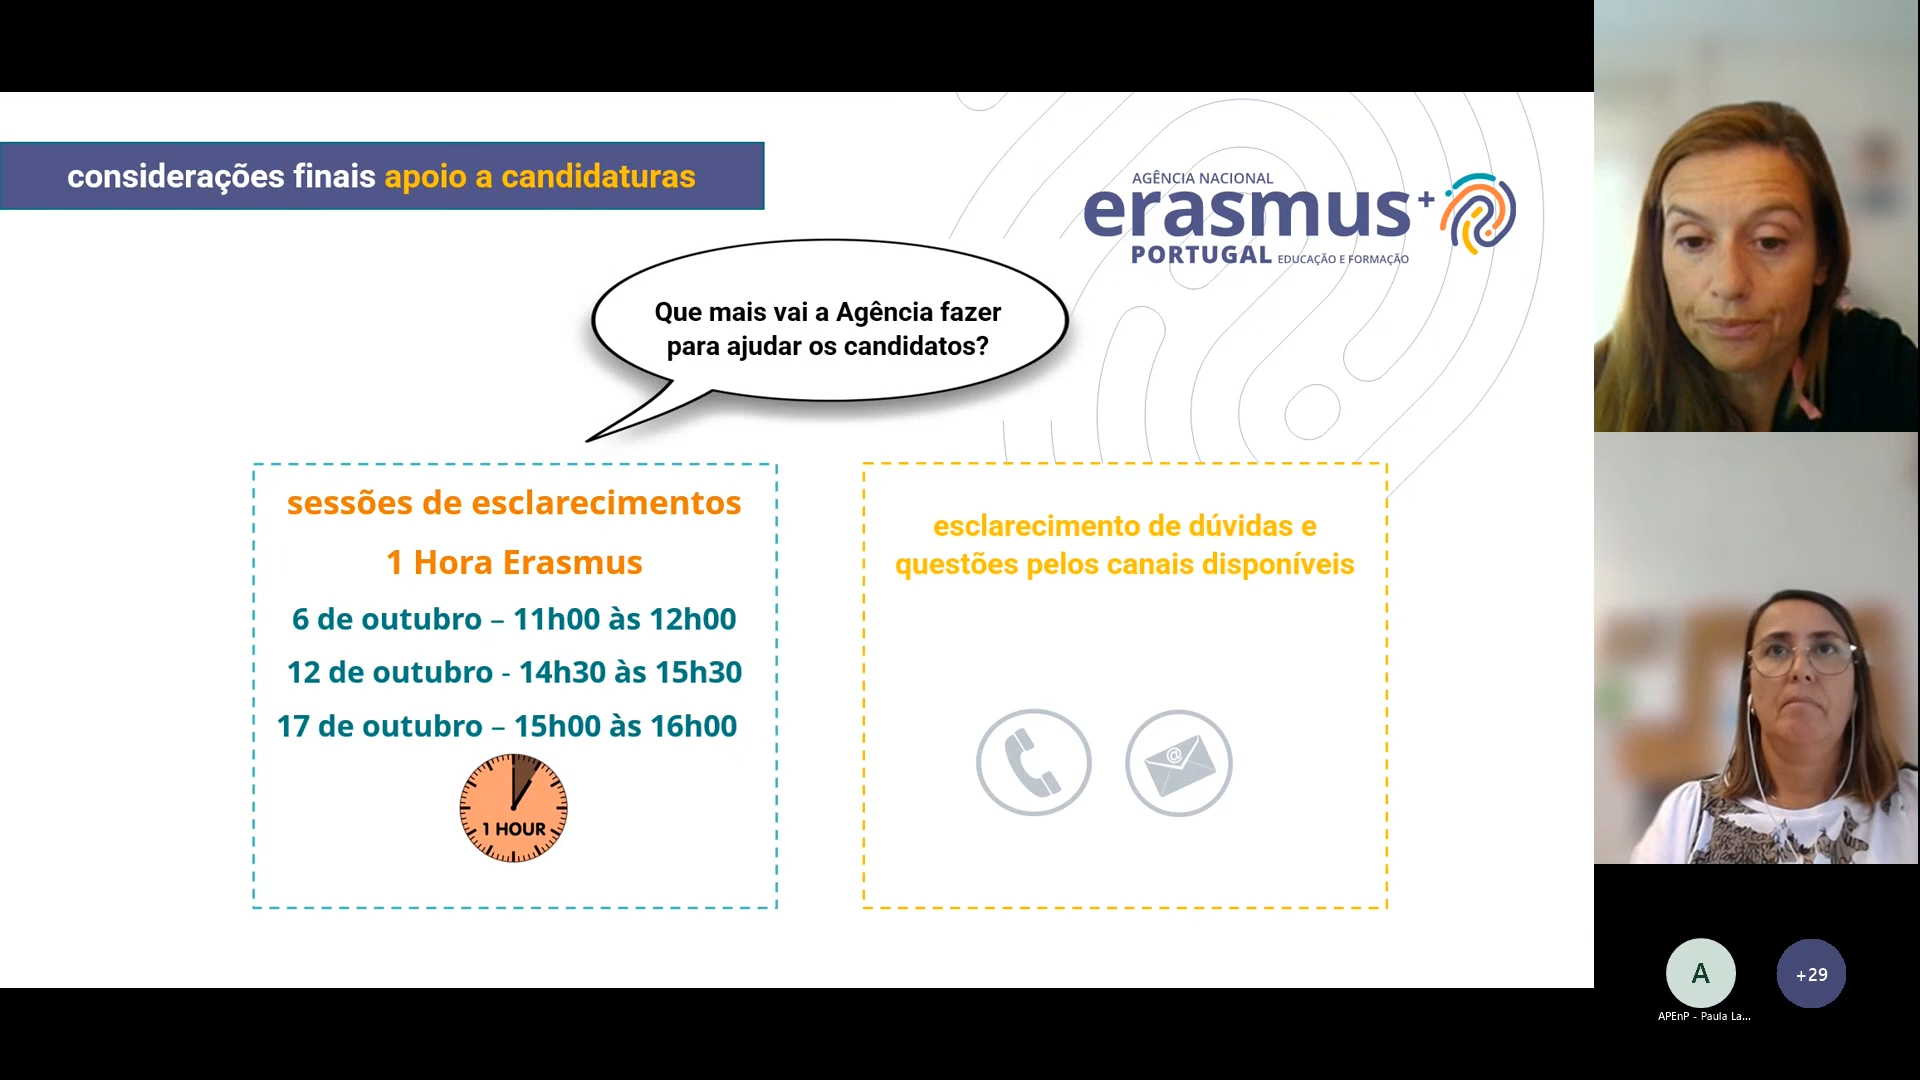 considerações finais apoio a candidaturas
AGÊNCIA NACIONAL
erasmus+
PORTUGAL EDUCAÇÃO E FORMAÇÃO
Que mais vai a Agência fazer
para ajudar os candidatos?
sessões de esclarecimentos
1 Hora Erasmus
6 de outubro – 11h00 às 12h00
12 de outubro - 14h30 às 15h30
17 de outubro – 15h00 às 16h00
1 HOUR
esclarecimento de dúvidas e
questões pelos canais disponíveis
@
A
+29
APEnP - Paula La...